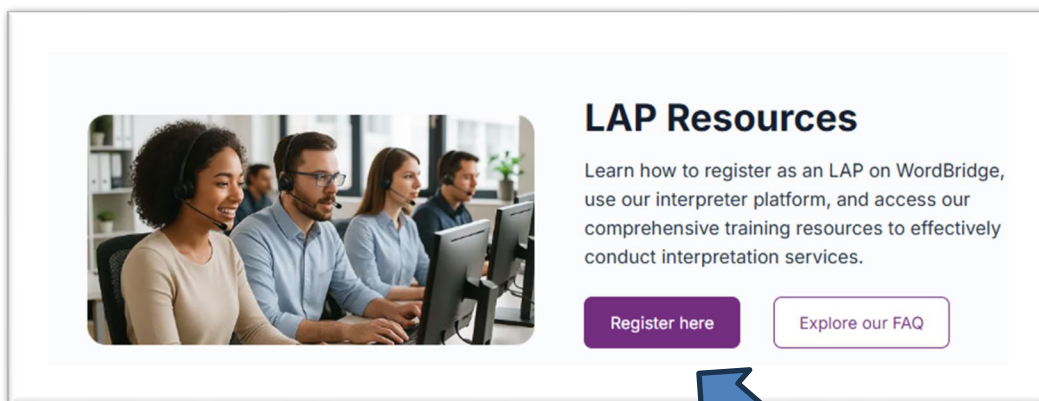 LAP Resources
Learn how to register as an LAP on WordBridge,
use our interpreter platform, and access our
comprehensive training resources to effectively
conduct interpretation services.
Register here
Explore our FAQ